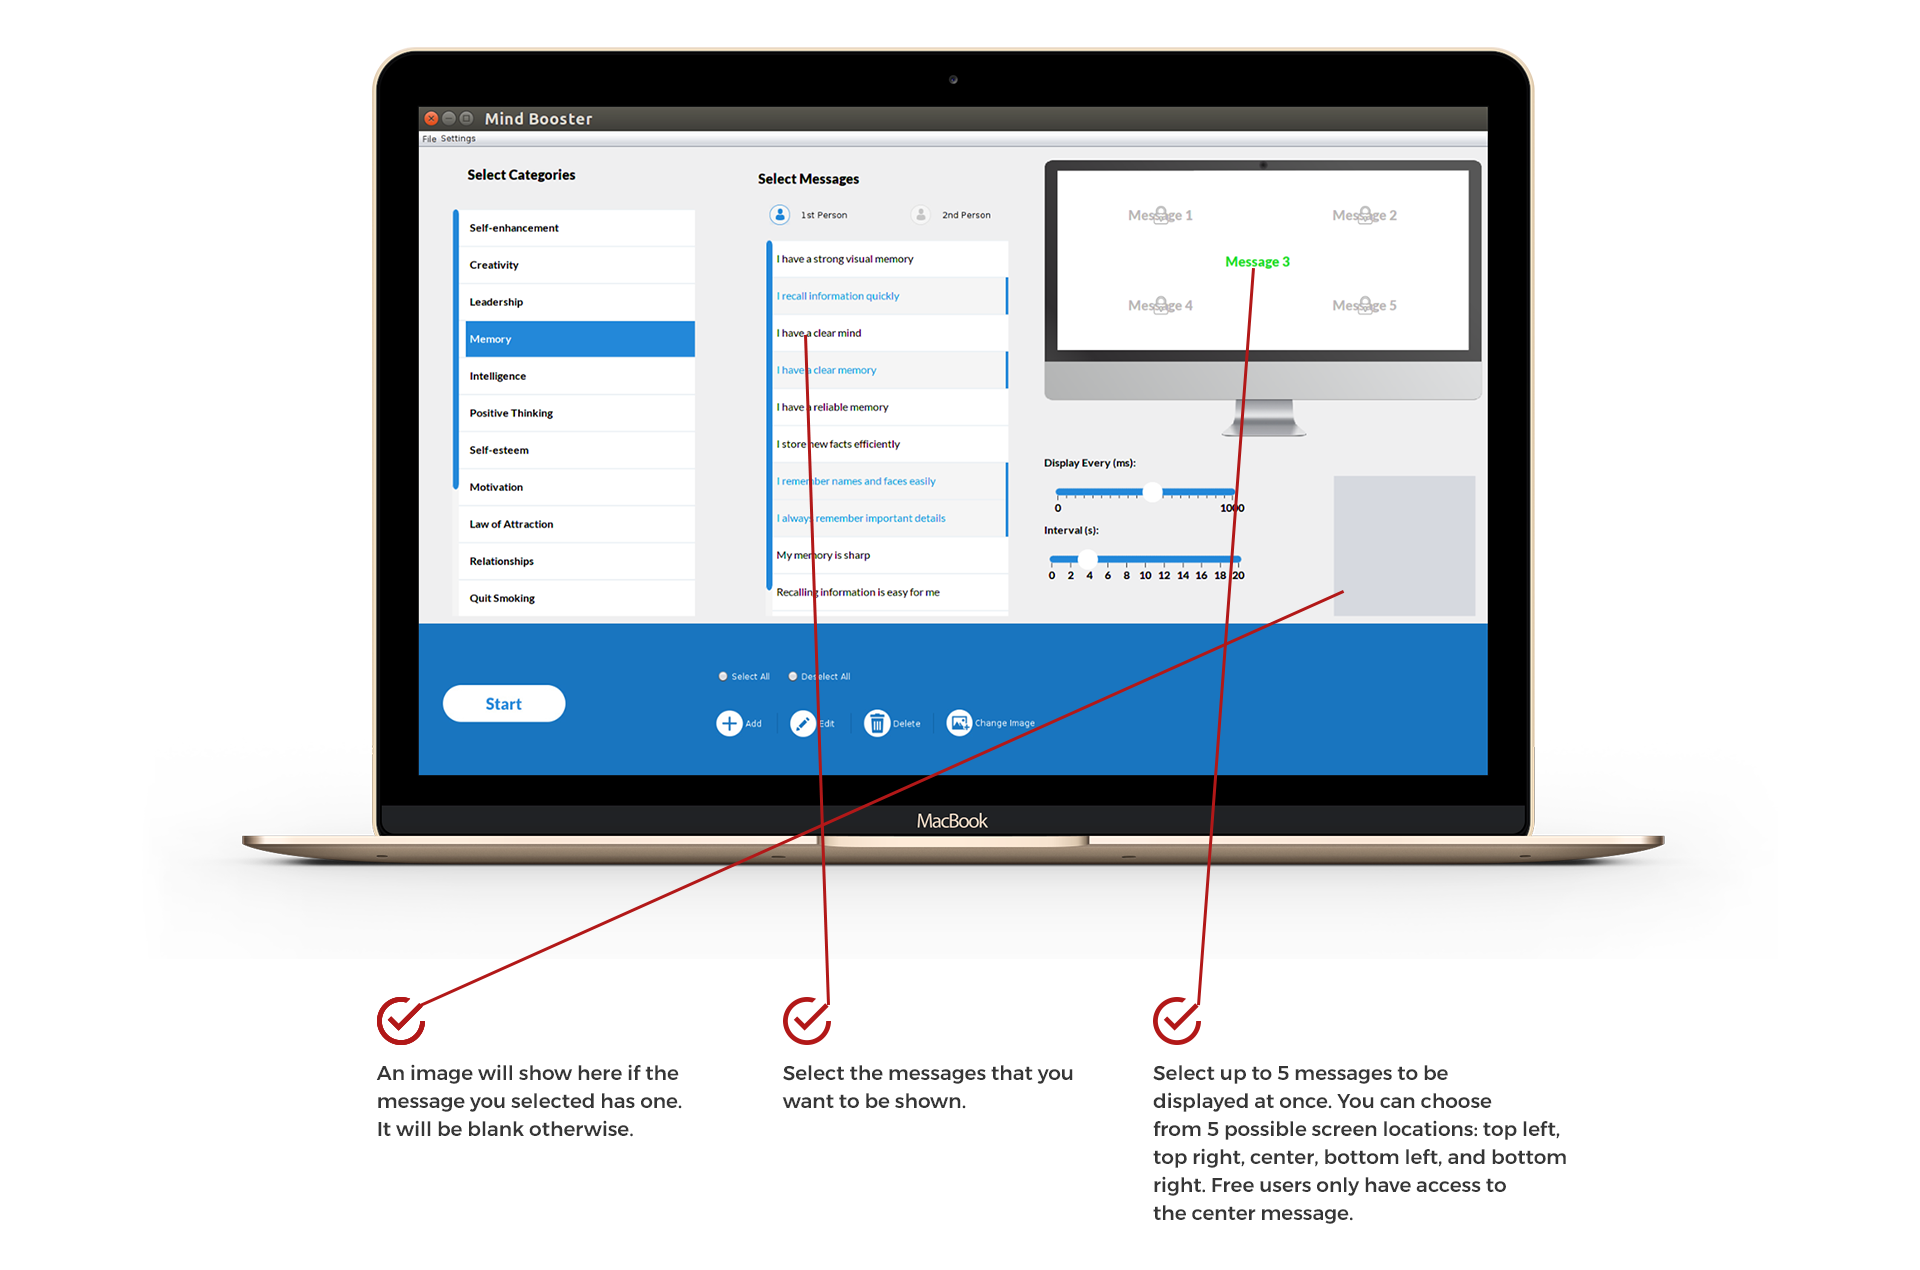 Mind Booster
File Settings
Select Categories
Self-enhancement
Creativity
Leadership
Memory
Intelligence
Positive Thinking
Self-esteem
Motivation
Law of Attraction
Relationships
Quit Smoking
Select Messages
1st Person 2nd Person
I have a strong visual memory
I recall information quickly
I have a clear mind
I have a clear memory
I have a reliable memory
I store new facts efficiently
I remember names and faces easily
I always remember important details
My memory is sharp
Recalling information is easy for me
Message 1 Message 2
Message 3
Message 4 Message 5
Display Every (ms):
0 1000
Interval (s):
0 2 4 6 8 10 12 14 16 18 20
Start
Select All Deselect All
Add Edit Delete Change Image
MacBook
An image will show here if the
message you selected has one.
It will be blank otherwise.
Select the messages that you
want to be shown.
Select up to 5 messages to be
displayed at once. You can choose
from 5 possible screen locations: top left,
top right, center, bottom left, and bottom
right. Free users only have access to
the center message.